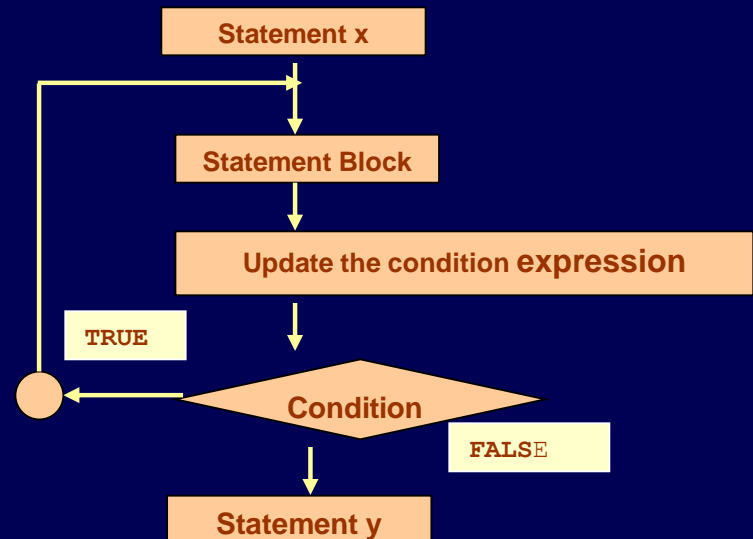 Statement x
Statement Block
Update the condition expression
TRUE
Condition
FALSE
Statement y